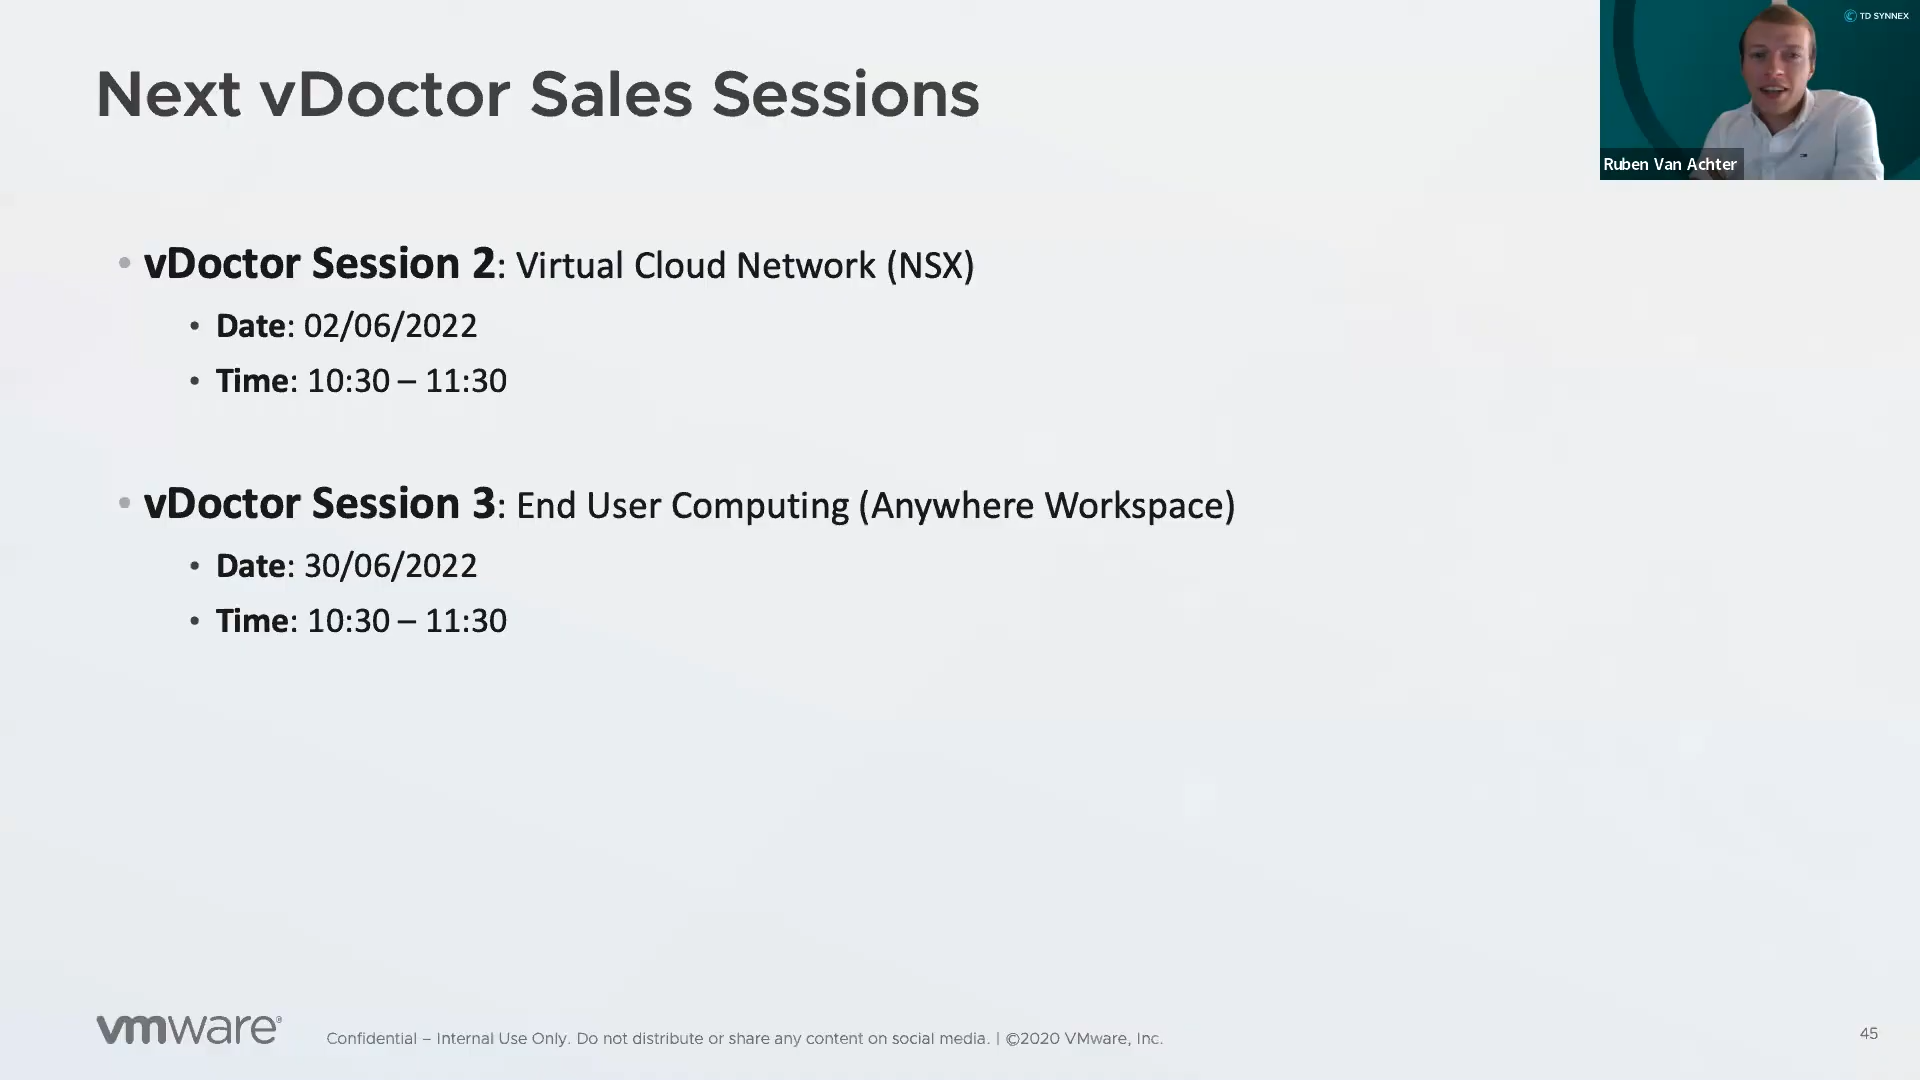 Next vDoctor Sales Sessions
TD SYNNEX
Ruben Van Achter
• vDoctor Session 2: Virtual Cloud Network (NSX)
• Date: 02/06/2022
• Time: 10:30 – 11:30
• vDoctor Session 3: End User Computing (Anywhere Workspace)
• Date: 30/06/2022
• Time: 10:30 – 11:30
vmware®
Confidential – Internal Use Only. Do not distribute or share any content on social media. | ©2020 VMware, Inc.
45